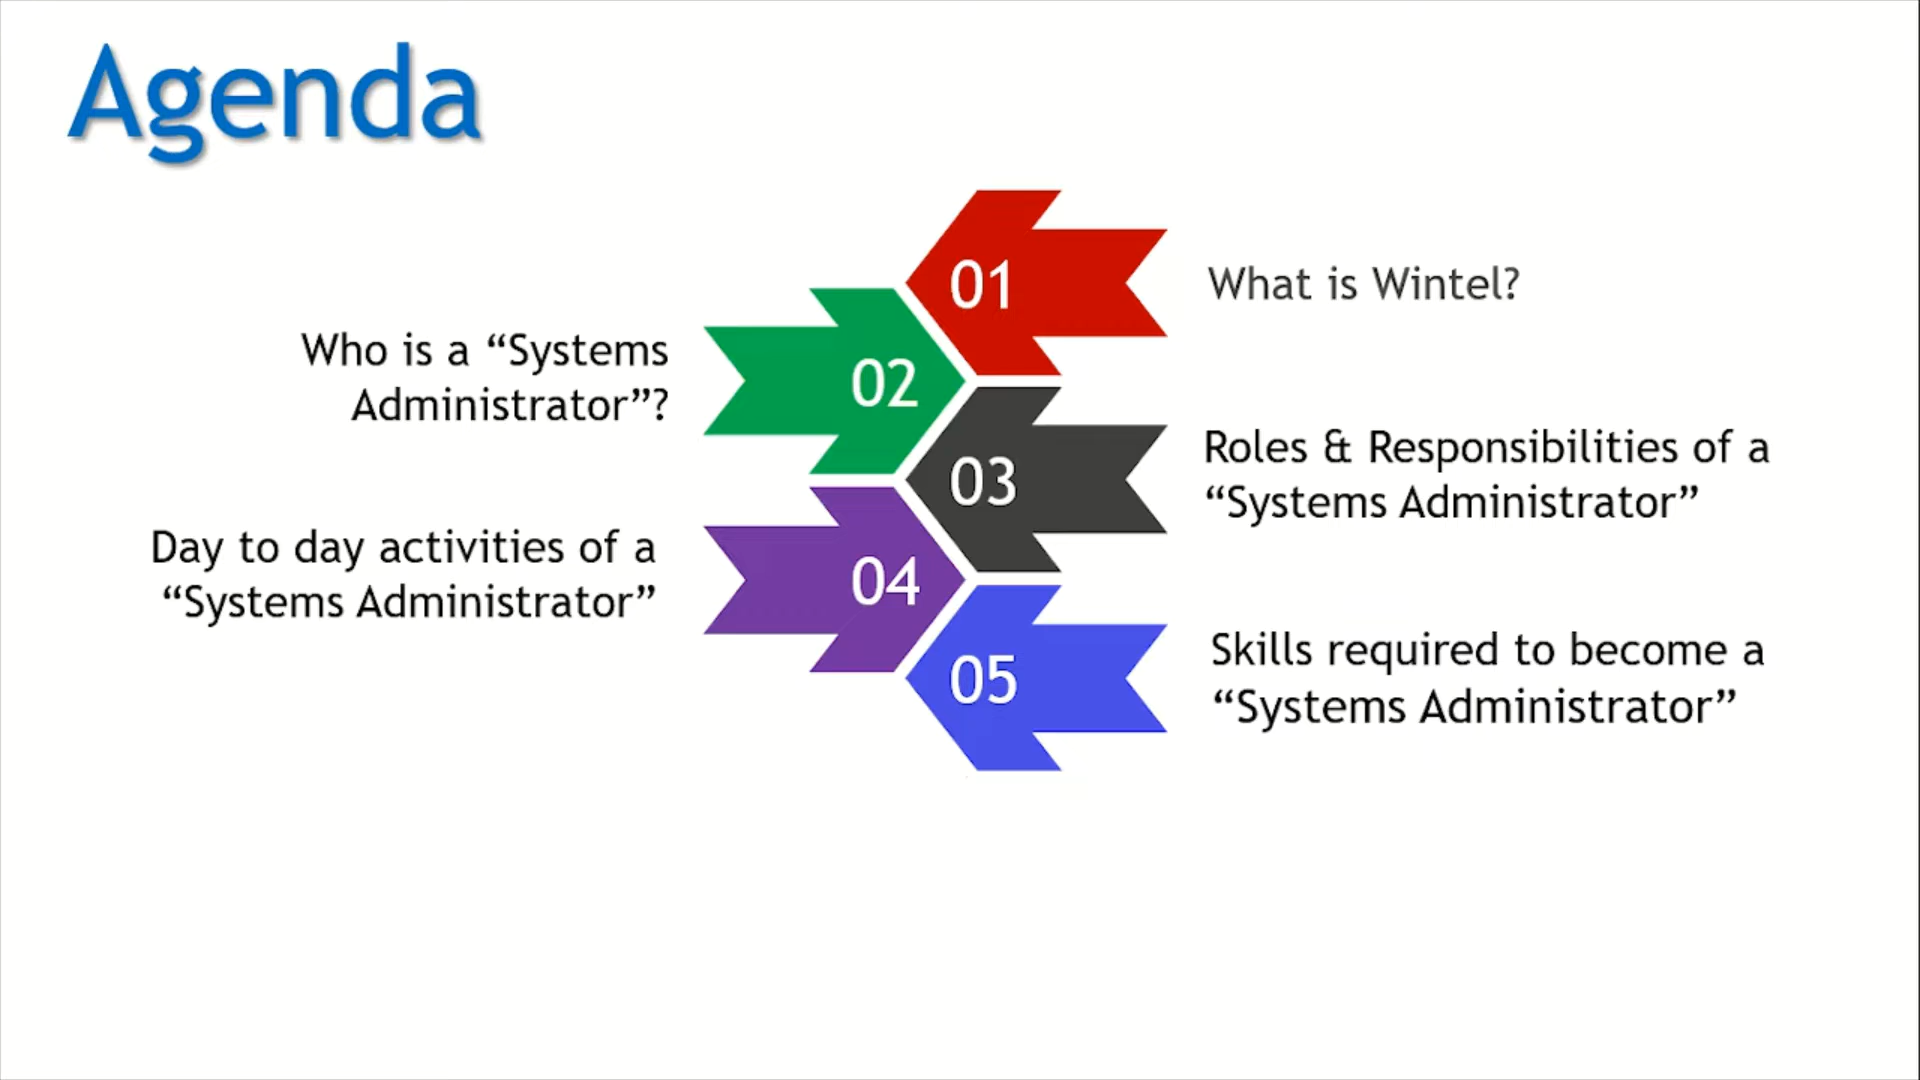 Agenda
01
What is Wintel?
02
Who is a “Systems
Administrator”?
03
Roles & Responsibilities of a
“Systems Administrator”
04
Day to day activities of a
“Systems Administrator”
05
Skills required to become a
“Systems Administrator”